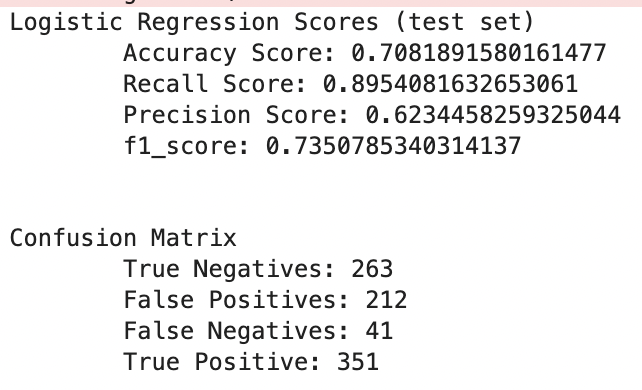 Logistic Regression Scores (test set)
Accuracy Score: 0.7081891580161477
Recall Score: 0.8954081632653061
Precision Score: 0.6234458259325044
f1_score: 0.7350785340314137
Confusion Matrix
True Negatives: 263
False Positives: 212
False Negatives: 41
True Positive: 351